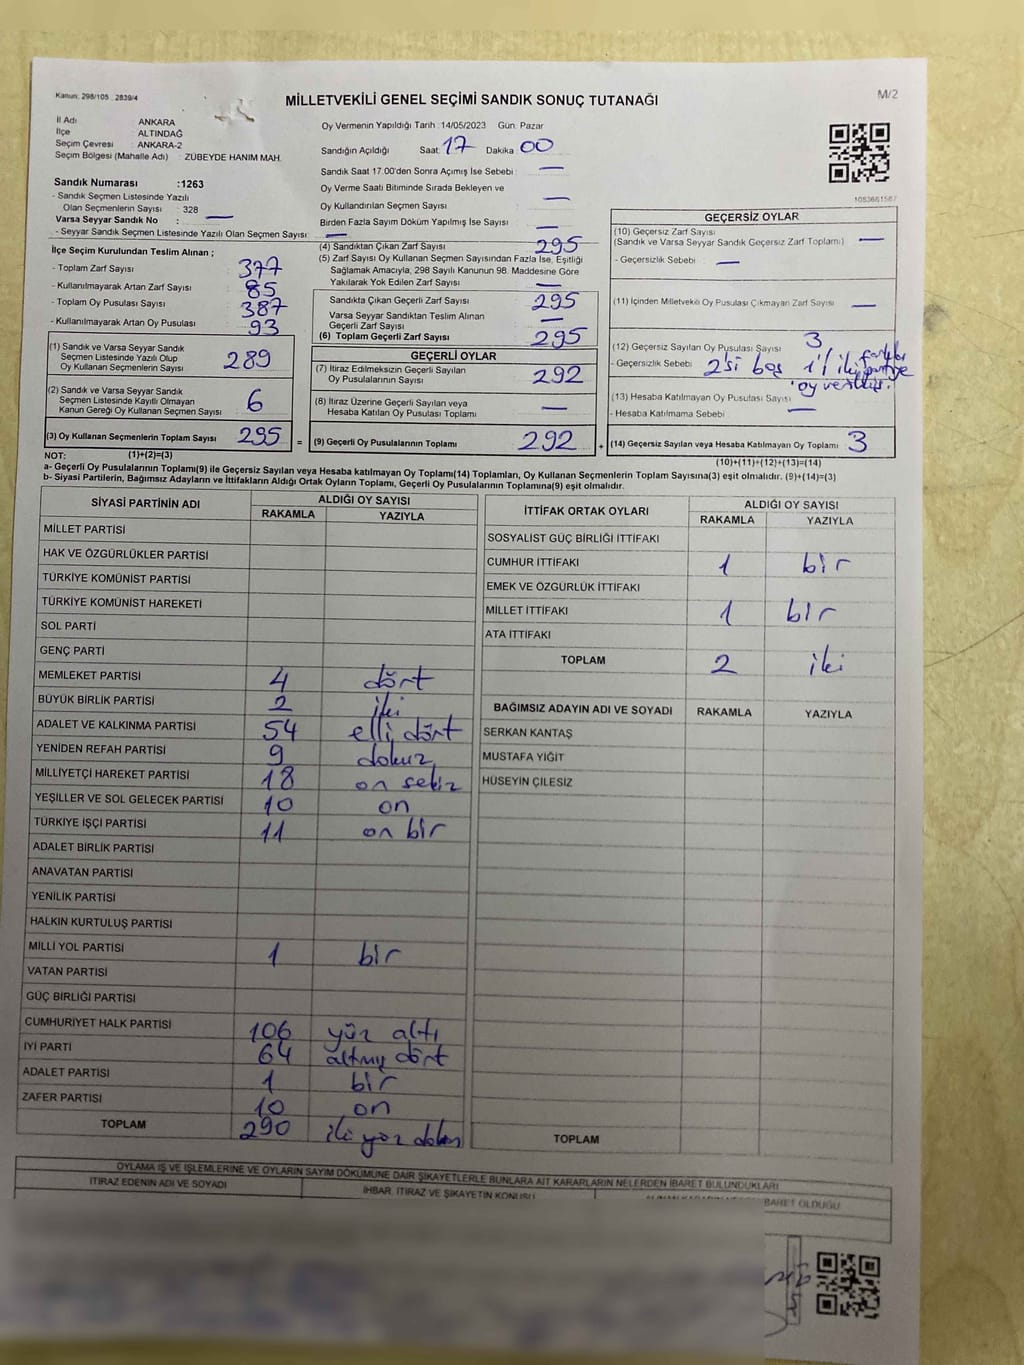 Kanun: 298/105 , 2839/4
MİLLETVEKİLİ GENEL SEÇİMİ SANDIK SONUÇ TUTANAĞI
M/2
İl Adı ANKARA
İlçe ALTINDAĞ
Seçim Çevresi : ANKARA-2
Seçim Bölgesi (Mahalle Adı) : ZÜBEYDE HANIM MAH.
Sandık Numarası :1263
- Sandık Seçmen Listesinde Yazılı
Olan Seçmenlerin Sayısı : 328
Varsa Seyyar Sandık No : —
- Seyyar Sandık Seçmen Listesinde Yazılı Olan Seçmen Sayısı: —
Oy Vermenin Yapıldığı Tarih :14/05/2023 Gün: Pazar
Sandığın Açıldığı Saat: 17 Dakika 00
Sandık Saat 17.00'den Sonra Açımış İse Sebebi : —
Oy Verme Saati Bitiminde Sırada Bekleyen ve
Oy Kullandırılan Seçmen Sayısı : —
Birden Fazla Sayım Döküm Yapılmış İse Sayısı : —
1083681587
İlçe Seçim Kurulundan Teslim Alınan ;
- Toplam Zarf Sayısı : 377
- Kullanılmayarak Artan Zarf Sayısı : 85
- Toplam Oy Pusulası Sayısı : 387
- Kullanılmayarak Artan Oy Pusulası : 93
(1) Sandık ve Varsa Seyyar Sandık
Seçmen Listesinde Yazılı Olup
Oy Kullanan Seçmenlerin Sayısı 289
(2) Sandık ve Varsa Seyyar Sandık
Seçmen Listesinde Kayıtlı Olmayan
Kanun Gereği Oy Kullanan Seçmen Sayısı 6
(3) Oy Kullanan Seçmenlerin Toplam Sayısı 295 =
(4) Sandıktan Çıkan Zarf Sayısı 295
(5) Zarf Sayısı Oy Kullanan Seçmen Sayısından Fazla İse, Eşitliği
Sağlamak Amacıyla, 298 Sayılı Kanunun 98. Maddesine Göre
Yakılarak Yok Edilen Zarf Sayısı : —
Sandıkta Çıkan Geçerli Zarf Sayısı 295
Varsa Seyyar Sandıktan Teslim Alınan
Geçerli Zarf Sayısı —
(6) Toplam Geçerli Zarf Sayısı 295
GEÇERLİ OYLAR
(7) İtiraz Edilmeksizin Geçerli Sayılan
Oy Pusulalarının Sayısı: 292
(8) İtiraz Üzerine Geçerli Sayılan veya
Hesaba Katılan Oy Pusulası Toplamı —
(9) Geçerli Oy Pusulalarının Toplamı 292 +
GEÇERSİZ OYLAR
(10) Geçersiz Zarf Sayısı
(Sandık ve Varsa Seyyar Sandık Geçersiz Zarf Toplamı) —
- Geçersizlik Sebebi : —
(11) İçinden Milletvekili Oy Pusulası Çıkmayan Zarf Sayısı —
(12) Geçersiz Sayılan Oy Pusulası Sayısı : 3
- Geçersizlik Sebebi 2'si boş 1'i iki farklı partiye
oy verilmiş.
(13) Hesaba Katılmayan Oy Pusulası Sayısı
- Hesaba Katılmama Sebebi : —
(14) Geçersiz Sayılan veya Hesaba Katılmayan Oy Toplamı 3
NOT: (1)+(2)=(3)
(10)+(11)+(12)+(13)=(14)
a- Geçerli Oy Pusulalarının Toplamı(9) ile Geçersiz Sayılan veya Hesaba katılmayan Oy Toplamı(14) Toplamları, Oy Kullanan Seçmenlerin Toplam Sayısına(3) eşit olmalıdır. (9)+(14)=(3)
b- Siyasi Partilerin, Bağımsız Adayların ve İttifakların Aldığı Ortak Oyların Toplamı, Geçerli Oy Pusulalarının Toplamına(9) eşit olmalıdır.
SİYASİ PARTİNİN ADI ALDIĞI OY SAYISI
RAKAMLA YAZIYLA
MİLLET PARTİSİ
HAK VE ÖZGÜRLÜKLER PARTİSİ
TÜRKİYE KOMÜNİST PARTİSİ
TÜRKİYE KOMÜNİST HAREKETİ
SOL PARTİ
GENÇ PARTİ
MEMLEKET PARTİSİ 4 dört
BÜYÜK BİRLİK PARTİSİ 2 iki
ADALET VE KALKINMA PARTİSİ 54 elli dört
YENİDEN REFAH PARTİSİ 9 dokuz
MİLLİYETÇİ HAREKET PARTİSİ 18 on sekiz
YEŞİLLER VE SOL GELECEK PARTİSİ 10 on
TÜRKİYE İŞÇİ PARTİSİ 11 on bir
ADALET BİRLİK PARTİSİ
ANAVATAN PARTİSİ
YENİLİK PARTİSİ
HALKIN KURTULUŞ PARTİSİ
MİLLİ YOL PARTİSİ 1 bir
VATAN PARTİSİ
GÜÇ BİRLİĞİ PARTİSİ
CUMHURİYET HALK PARTİSİ 106 yüz altı
İYİ PARTİ 64 altmış dört
ADALET PARTİSİ 1 bir
ZAFER PARTİSİ 10 on
TOPLAM 290 iki yüz
İTTİFAK ORTAK OYLARI ALDIĞI OY SAYISI
RAKAMLA YAZIYLA
SOSYALİST GÜÇ BİRLİĞİ İTTİFAKI
CUMHUR İTTİFAKI 1 bir
EMEK VE ÖZGÜRLÜK İTTİFAKI
MİLLET İTTİFAKI 1 bir
ATA İTTİFAKI
TOPLAM 2 iki
BAĞIMSIZ ADAYIN ADI VE SOYADI RAKAMLA YAZIYLA
SERKAN KANTAŞ
MUSTAFA YİĞİT
HÜSEYİN ÇİLESİZ
TOPLAM
OYLAMA İŞ VE İŞLEMLERİNE VE OYLARIN SAYIM DÖKÜMÜNE DAİR ŞİKAYETLERLE BUNLARA AİT KARARLARIN NELERDEN İBARET BULUNDUKLARI
İTİRAZ EDENİN ADI VE SOYADI İHBAR, İTİRAZ VE ŞİKAYETİN KONUSU İBARET OLDUĞU